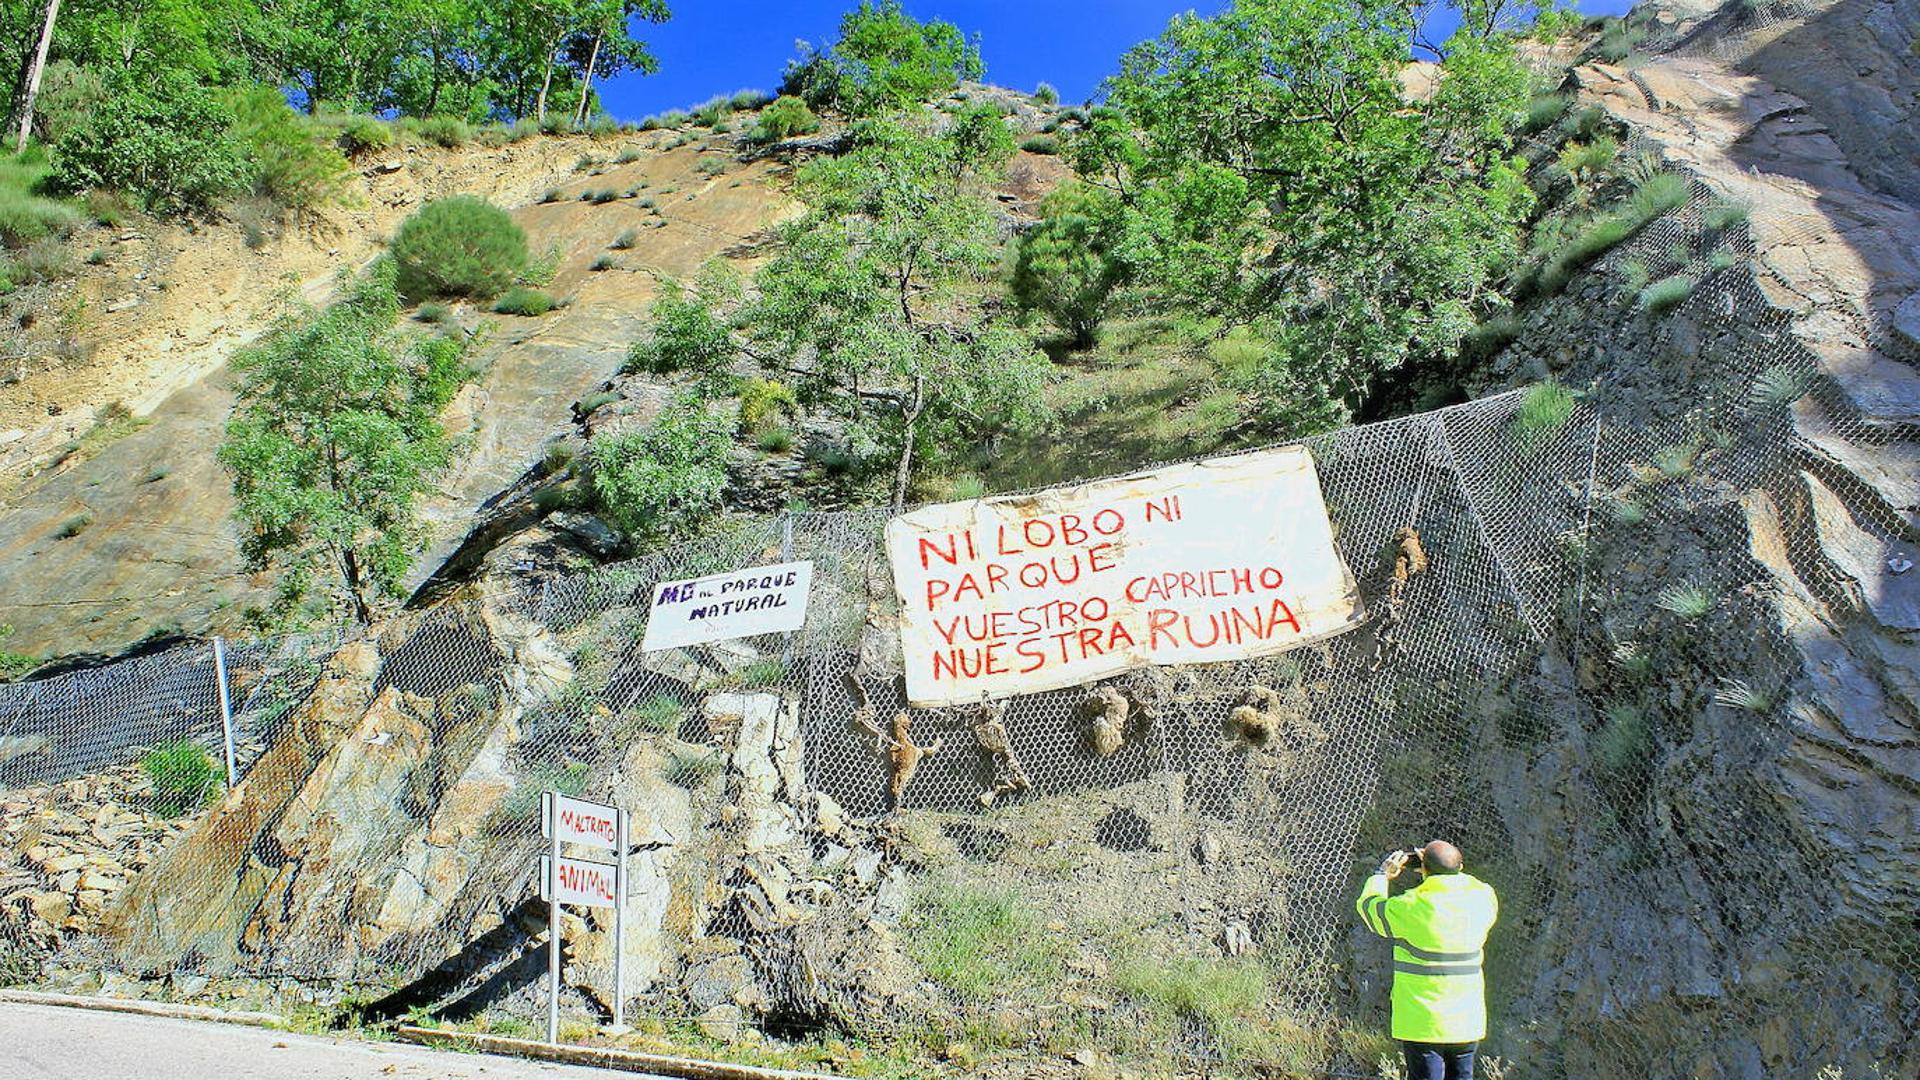 NI LOBO NI
PARQUE
VUESTRO CAPRICHO
NUESTRA RUINA
NO AL PARQUE
NATURAL
MALTRATO
ANIMAL